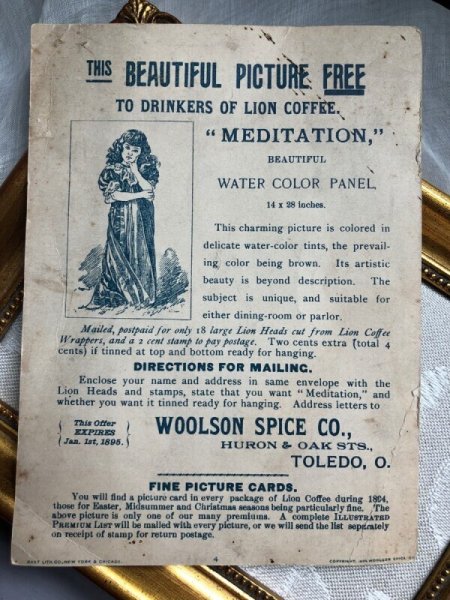 THIS BEAUTIFUL PICTURE FREE
TO DRINKERS OF LION COFFEE.
"MEDITATION,"
BEAUTIFUL
WATER COLOR PANEL,
14 x 28 inches.
This charming picture is colored in
delicate water-color tints, the prevail-
ing color being brown. Its artistic
beauty is beyond description. The
subject is unique, and suitable for
either dining-room or parlor.
Mailed, postpaid for only 18 large Lion Heads cut from Lion Coffee
Wrappers, and a 2 cent stamp to pay postage. Two cents extra (total 4
cents) if tinned at top and bottom ready for hanging.
DIRECTIONS FOR MAILING.
Enclose your name and address in same envelope with the
Lion Heads and stamps, state that you want "Meditation," and
whether you want it tinned ready for hanging. Address letters to
This Offer
EXPIRES
Jan. 1st, 1895.
WOOLSON SPICE CO.,
HURON & OAK STS.,
TOLEDO, O.
FINE PICTURE CARDS.
You will find a picture card in every package of Lion Coffee during 1894,
those for Easter, Midsummer and Christmas seasons being particularly fine. The
above picture is only one of our many premiums. A complete ILLUSTRATED
PREMIUM LIST will be mailed with every picture, or we will send the list separately
on receipt of stamp for return postage.
LITH. CO., NEW YORK & CHICAGO.
4
COPYRIGHT, WOOLSON SPICE